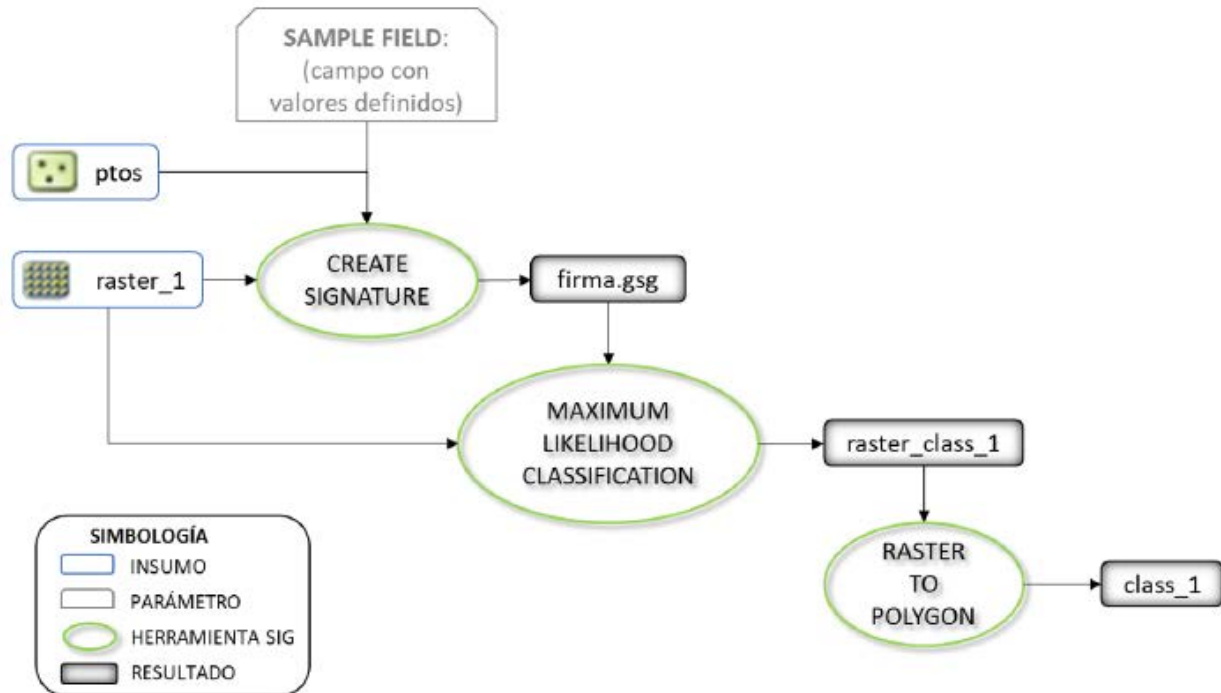 SAMPLE FIELD:
(campo con
valores definidos)
ptos
raster_1
CREATE
SIGNATURE
firma.gsg
MAXIMUM
LIKELIHOOD
CLASSIFICATION
raster_class_1
RASTER
TO
POLYGON
class_1
SIMBOLOGÍA
INSUMO
PARÁMETRO
HERRAMIENTA SIG
RESULTADO